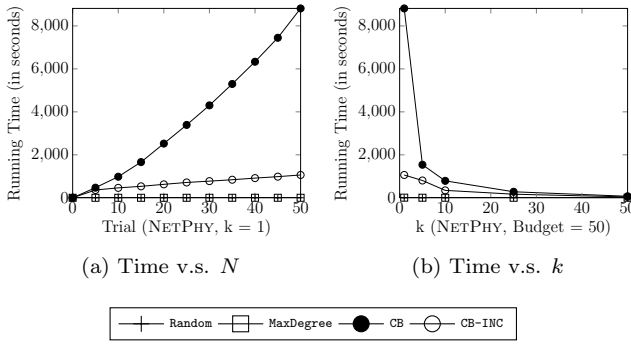 8,000
6,000
4,000
2,000
0
Running Time (in seconds)
0 10 20 30 40 50
Trial (NETPHY, k = 1)
(a) Time v.s. N
8,000
6,000
4,000
2,000
0
Running Time (in seconds)
0 10 20 30 40 50
k (NETPHY, Budget = 50)
(b) Time v.s. k
Random MaxDegree CB CB-INC